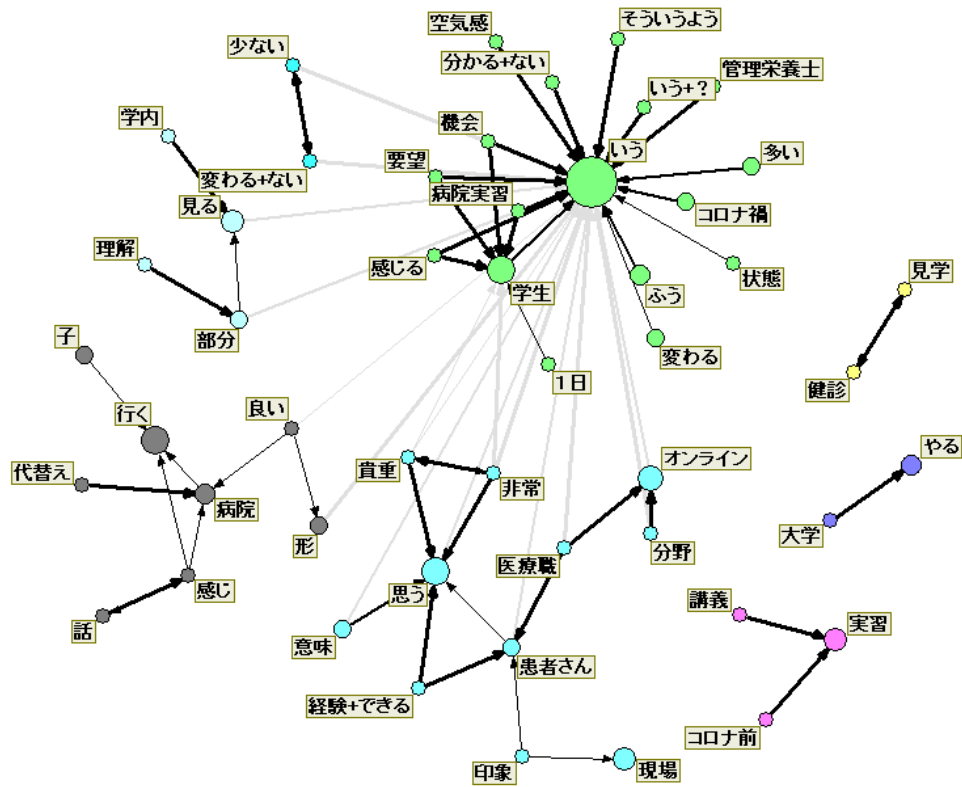 空気感
そういうよう
少ない
分かる+ない
管理栄養士
いう+？
学内
機会
いう
要望
多い
変わる+ない
見る
病院実習
コロナ禍
理解
感じる
状態
見学
学生
ふう
部分
子
変わる
１日
健診
行く
良い
やる
オンライン
代替え
貴重
非常
病院
大学
形
分野
医療職
感じ
思う
講義
話
実習
意味
患者さん
経験+できる
コロナ前
印象
現場